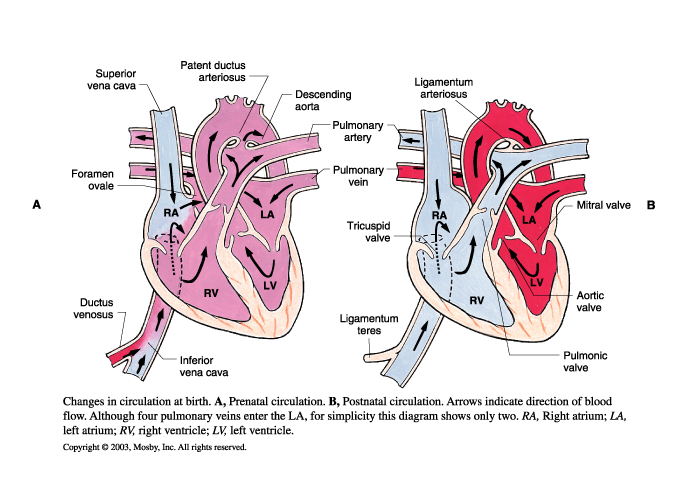 Superior
vena cava
Patent ductus
arteriosus
Descending
aorta
Pulmonary
artery
Pulmonary
vein
Foramen
ovale
A
RA
LA
RV
LV
Ductus
venosus
Inferior
vena cava
Ligamentum
arteriosus
Mitral valve
B
Tricuspid
valve
RA
LA
RV
LV
Aortic
valve
Ligamentum
teres
Pulmonic
valve
Changes in circulation at birth. A, Prenatal circulation. B, Postnatal circulation. Arrows indicate direction of blood
flow. Although four pulmonary veins enter the LA, for simplicity this diagram shows only two. RA, Right atrium; LA,
left atrium; RV, right ventricle; LV, left ventricle.
Copyright © 2003, Mosby, Inc. All rights reserved.